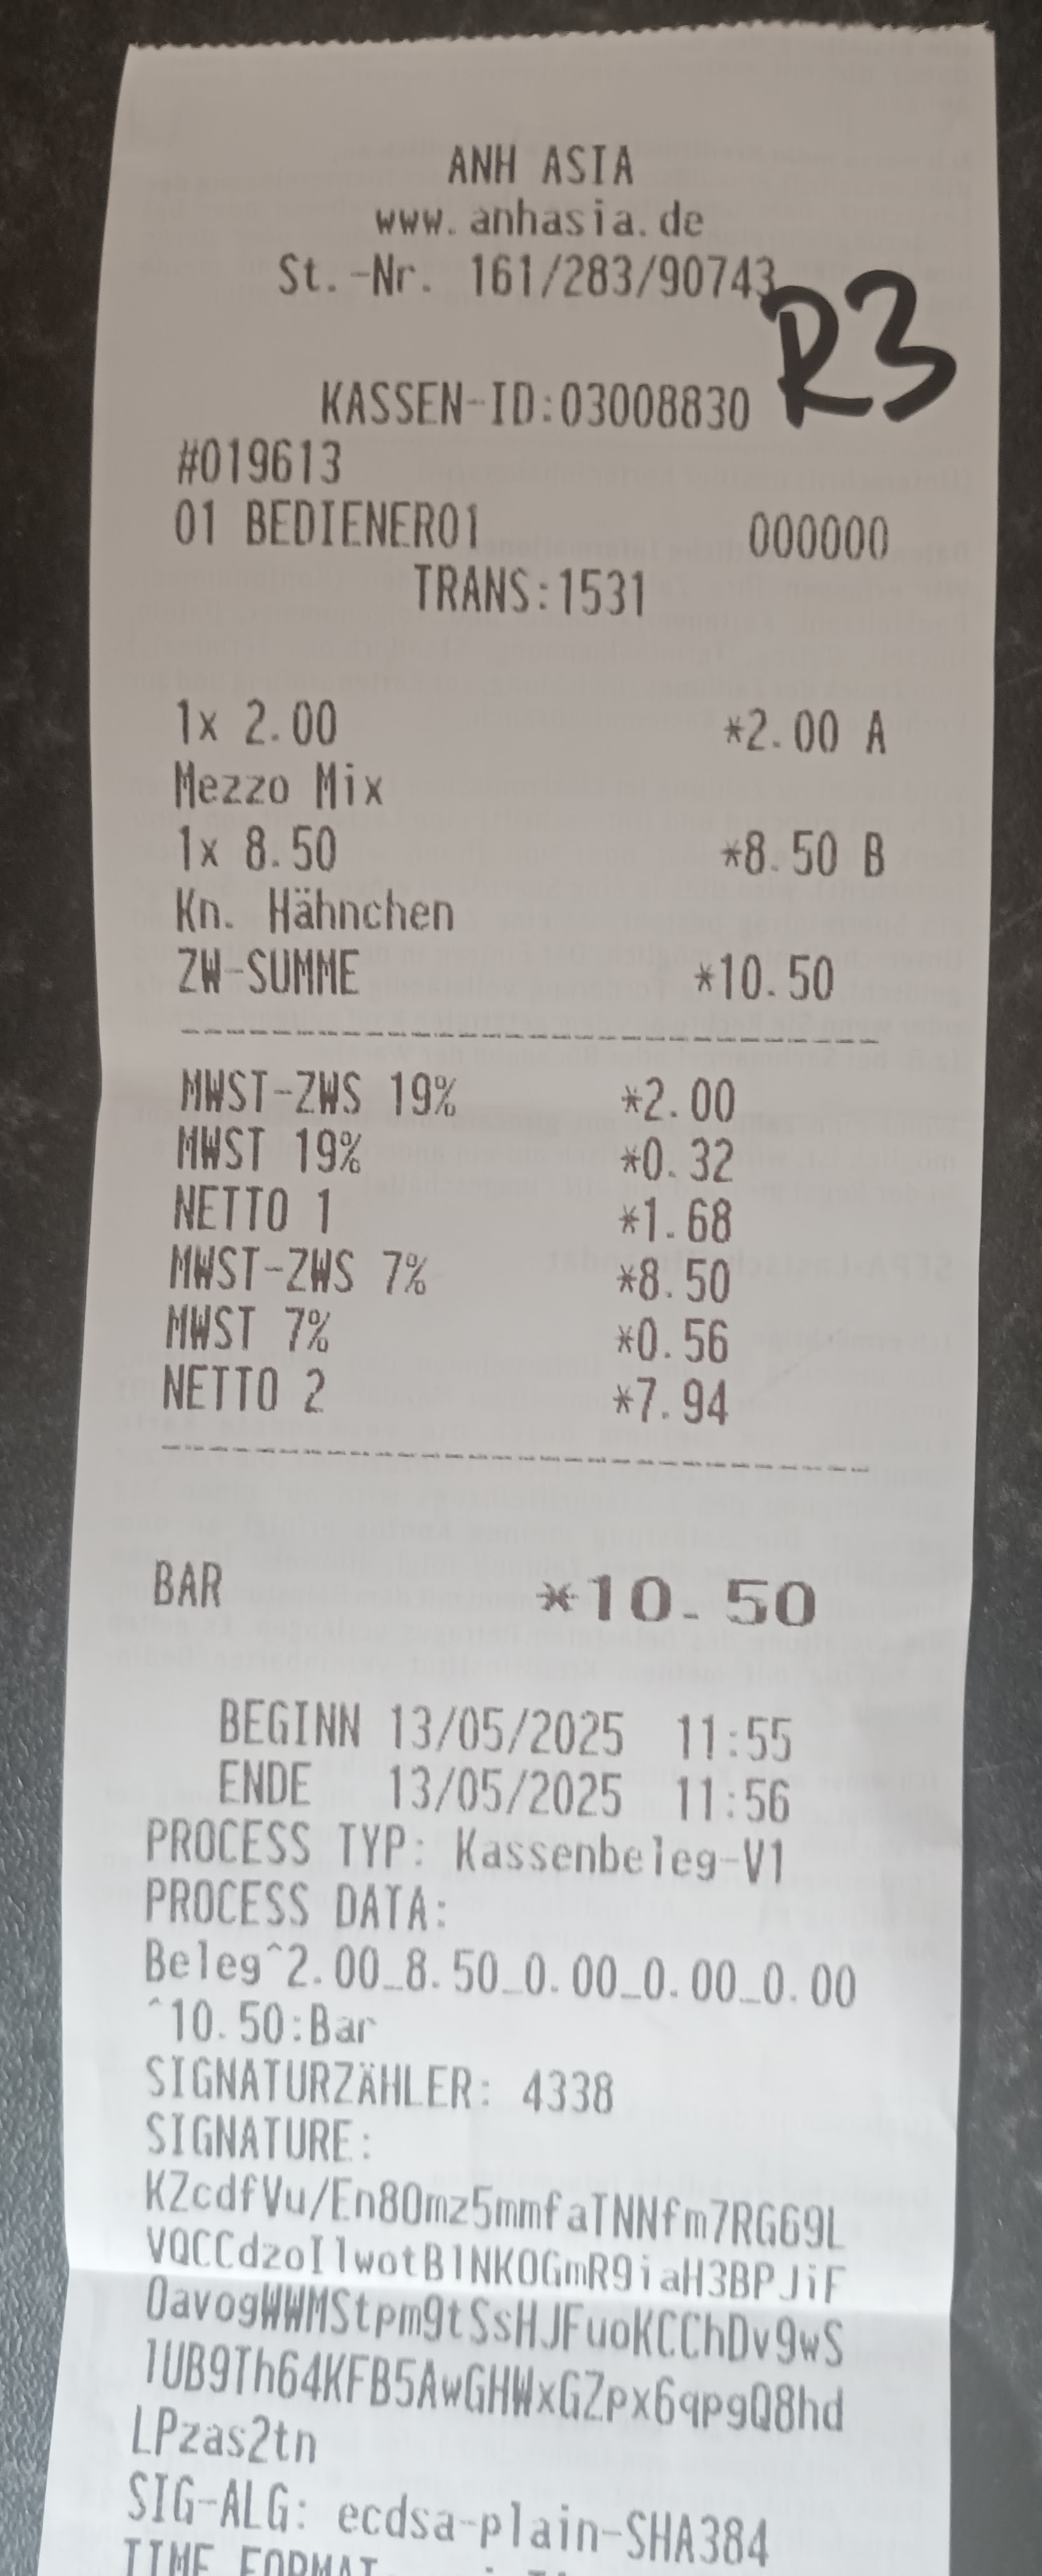 ANH ASIA
www.anhasia.de
St.-Nr. 161/283/90743
R3
KASSEN-ID:03008830
#019613
01 BEDIENER01 000000
TRANS:1531
1x 2.00 *2.00 A
Mezzo Mix
1x 8.50 *8.50 B
Kn. Hähnchen
ZW-SUMME *10.50
MWST-ZWS 19% *2.00
MWST 19% *0.32
NETTO 1 *1.68
MWST-ZWS 7% *8.50
MWST 7% *0.56
NETTO 2 *7.94
BAR *10.50
BEGINN 13/05/2025 11:55
ENDE 13/05/2025 11:56
PROCESS TYP: Kassenbeleg-V1
PROCESS DATA:
Beleg^2.00_8.50_0.00_0.00_0.00
^10.50:Bar
SIGNATURZÄHLER: 4338
SIGNATURE:
KZcdfVu/En80mz5mmfaTNNfm7RG69L
VQCCdzoIlwotB1NKOGmR9iaH3BPJiF
OavogWWMStpm9tSsHJFuoKCChDv9wS
1UB9Th64KFB5AwGHWxGZpx6qpgQ8hd
LPzas2tn
SIG-ALG: ecdsa-plain-SHA384
TIME FORMAT